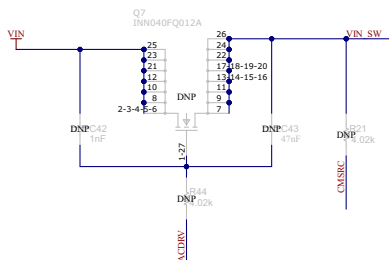 Q7
INN040FQ012A
VIN
VIN_SW
25
23
21
12
10
8
2-3-4-5-6
26
24
22
17-18-19-20
13-14-15-16
11
9
7
DNP
1-27
DNP
C42
1nF
DNP
C43
47nF
DNP
R21
4.02k
CMSRC
DNP
R44
4.02k
ACDRV